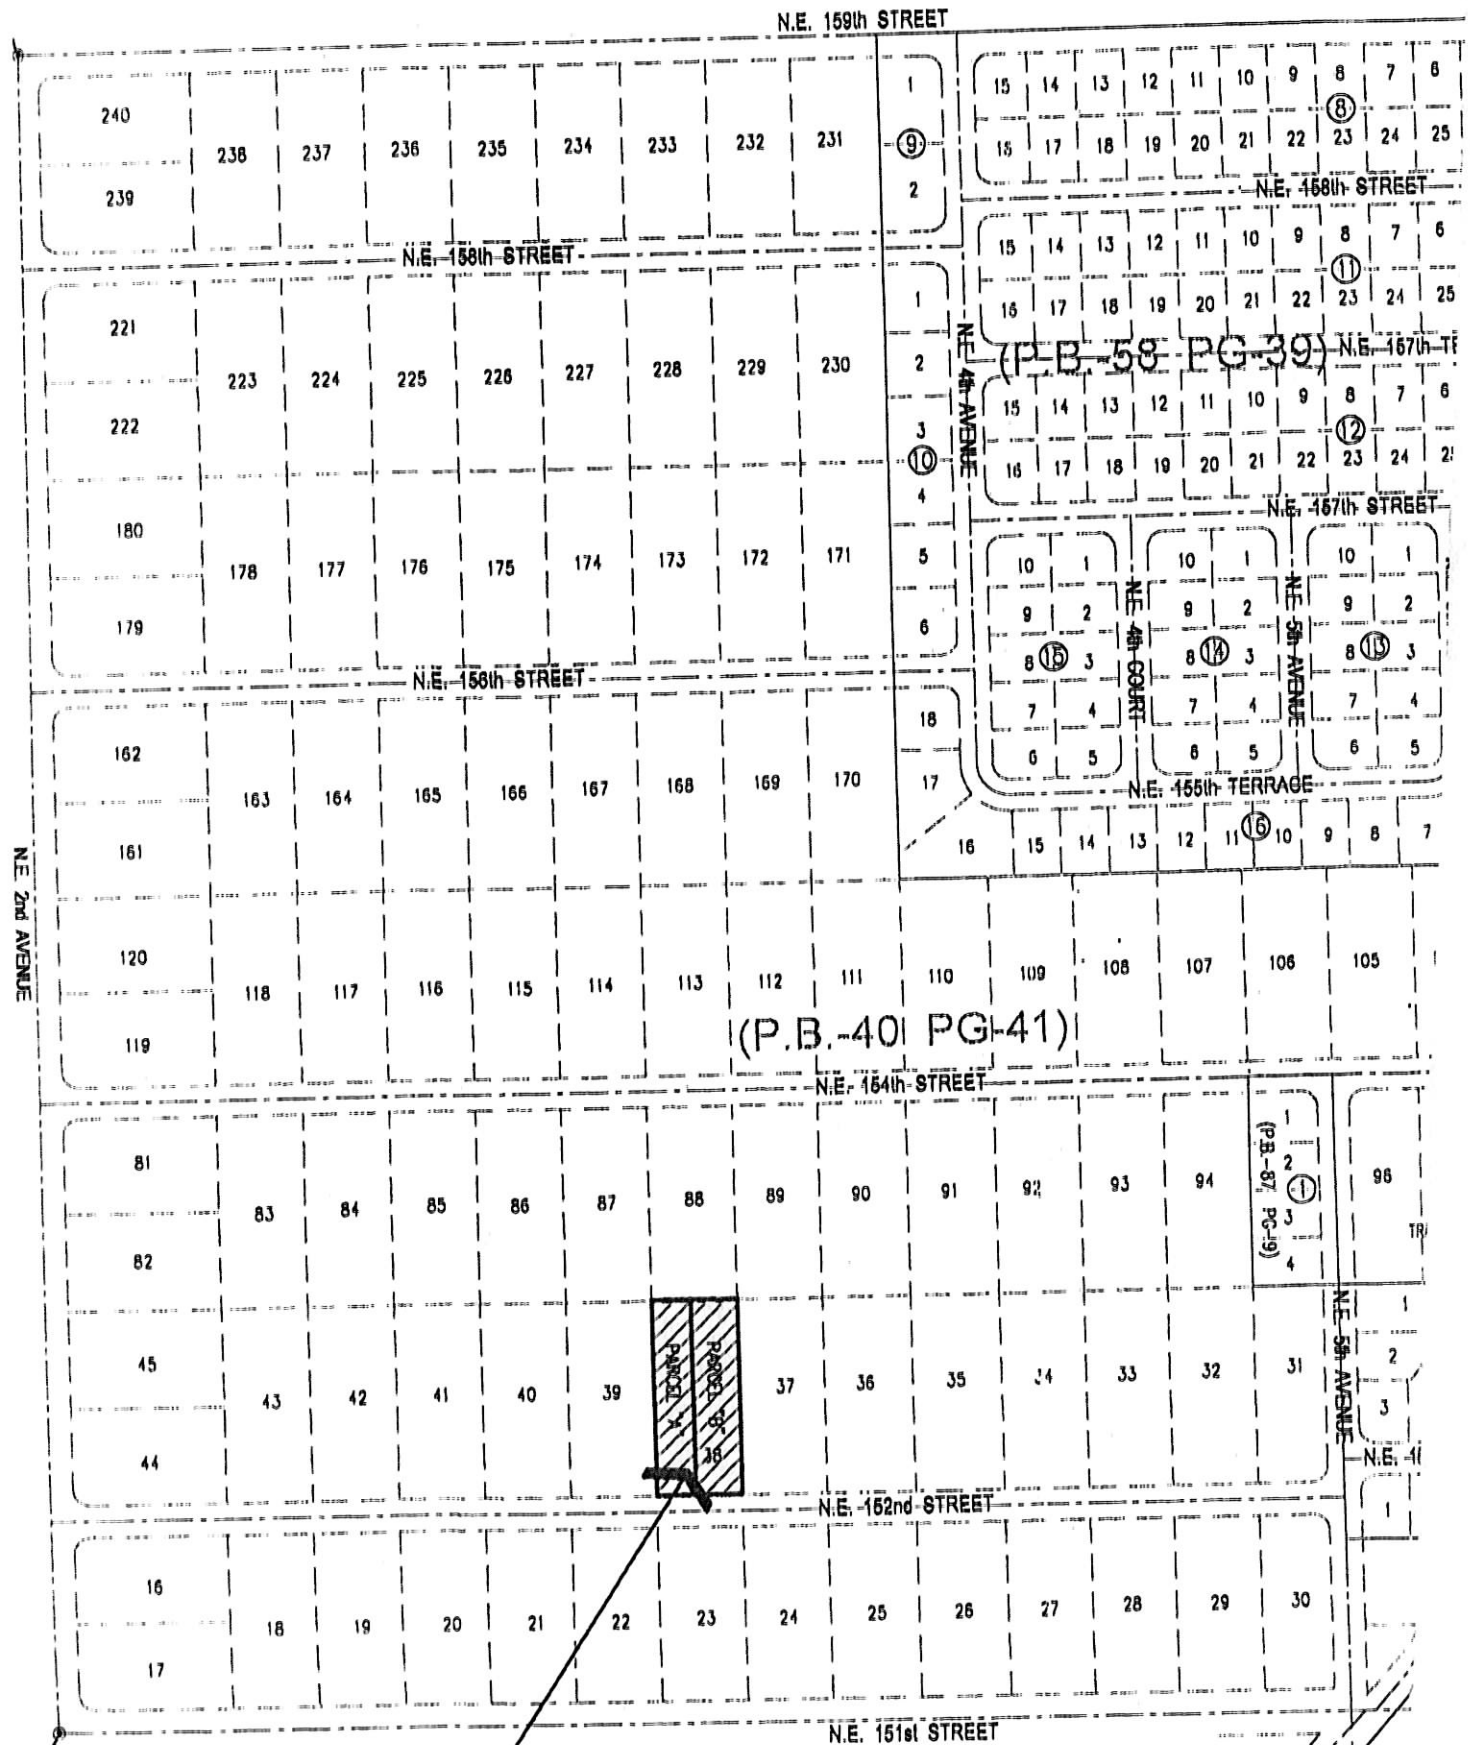 N.E. 159th STREET
240
239
238 237 236 235 234 233 232 231
1
9
2
15 14 13 12 11 10 9 8 7 6
8
17 18 19 20 21 22 23 24 25
N.E. 158th STREET
N.E. 158th STREET
15 14 13 12 11 10 9 8 7 6
11
16 17 18 19 20 21 22 23 24 25
(P.B.-58 PG-39)
15 14 13 12 11 10 9 8 7 6
12
16 17 18 19 20 21 22 23 24
N.E. 157th STREET
221
222
223 224 225 226 227 228 229 230
1
2
3
10
4
5
6
N.E. 4th AVENUE
180
179
178 177 176 175 174 173 172 171
10 1
9 2
8 15 3
7 4
6 5
N.E. 4th COURT
10 1
9 2
8 14 3
7 4
6 5
N.E. 5th AVENUE
10 1
9 2
8 13 3
7 4
6 5
N.E. 156th STREET
N.E. 155th TERRACE
162
161
163 164 165 166 167 168 169 170
18
17
16 15 14 13 12 11 16 10 9 8 7
N.E. 2nd AVENUE
120
119
118 117 116 115 114 113 112 111 110 109 108 107 106 105
(P.B.-40 PG-41)
N.E. 154th STREET
81
82
83 84 85 86 87 88 89 90 91 92 93 94
1
2
1
3
4
(P.B.-87 PG-9)
96
45
44
43 42 41 40 39
PARCEL "A"
PARCEL "B"
37 36 35 33 32 31
N.E. 5th AVENUE
1
2
3
N.E.
1
N.E. 152nd STREET
16
17
18 19 20 21 22 23 24 25 26 27 28 29 30
N.E. 151st STREET